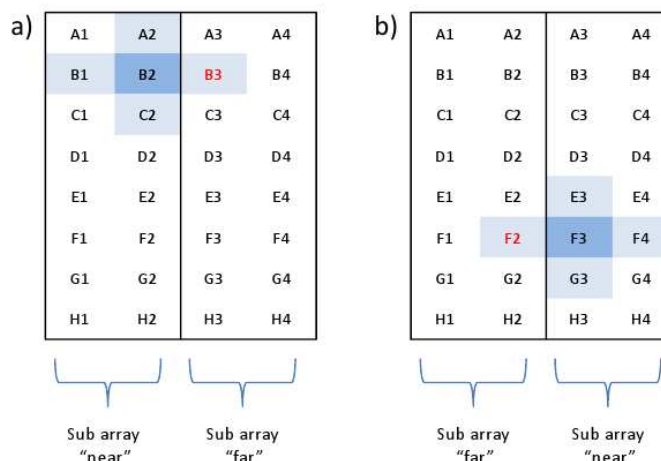 a)
A1 A2 A3 A4
B1 B2 B3 B4
C1 C2 C3 C4
D1 D2 D3 D4
E1 E2 E3 E4
F1 F2 F3 F4
G1 G2 G3 G4
H1 H2 H3 H4
Sub array
“near”
Sub array
“far”
b)
A1 A2 A3 A4
B1 B2 B3 B4
C1 C2 C3 C4
D1 D2 D3 D4
E1 E2 E3 E4
F1 F2 F3 F4
G1 G2 G3 G4
H1 H2 H3 H4
Sub array
“far”
Sub array
“near”